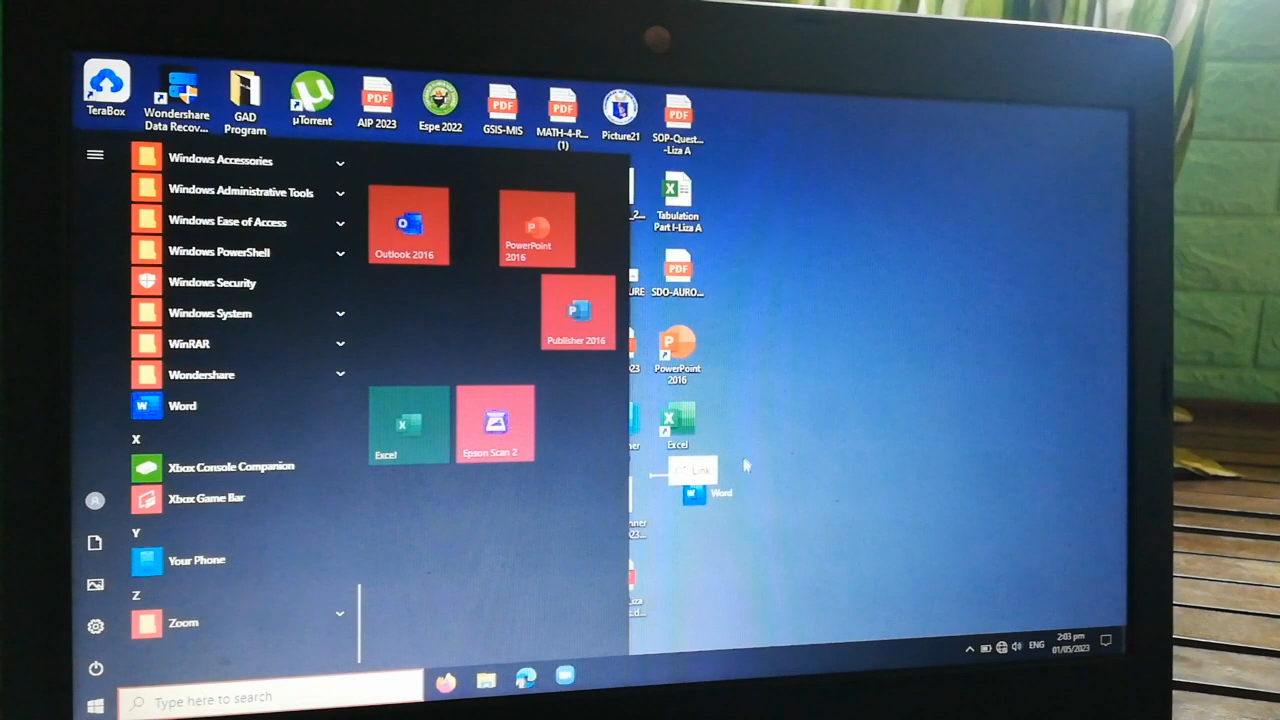 TeraBox
Wondershare
Data Recov...
GAD
Program
µTorrent
AIP 2023
Espe 2022
GSIS-MIS
MATH-4-R...
(1)
Picture21
SOP-Quest...
-Liza A
Windows Accessories
Windows Administrative Tools
Windows Ease of Access
Windows PowerShell
Windows Security
Windows System
WinRAR
Wondershare
Word
X
Xbox Console Companion
Xbox Game Bar
Y
Your Phone
Z
Zoom
Outlook 2016
PowerPoint
2016
Publisher 2016
Excel
Epson Scan 2
Tabulation
Part I-Liza A
SDO-AURO...
PowerPoint
2016
Excel
Link
Word
Type here to search
ENG
2:03 pm
01/05/2023